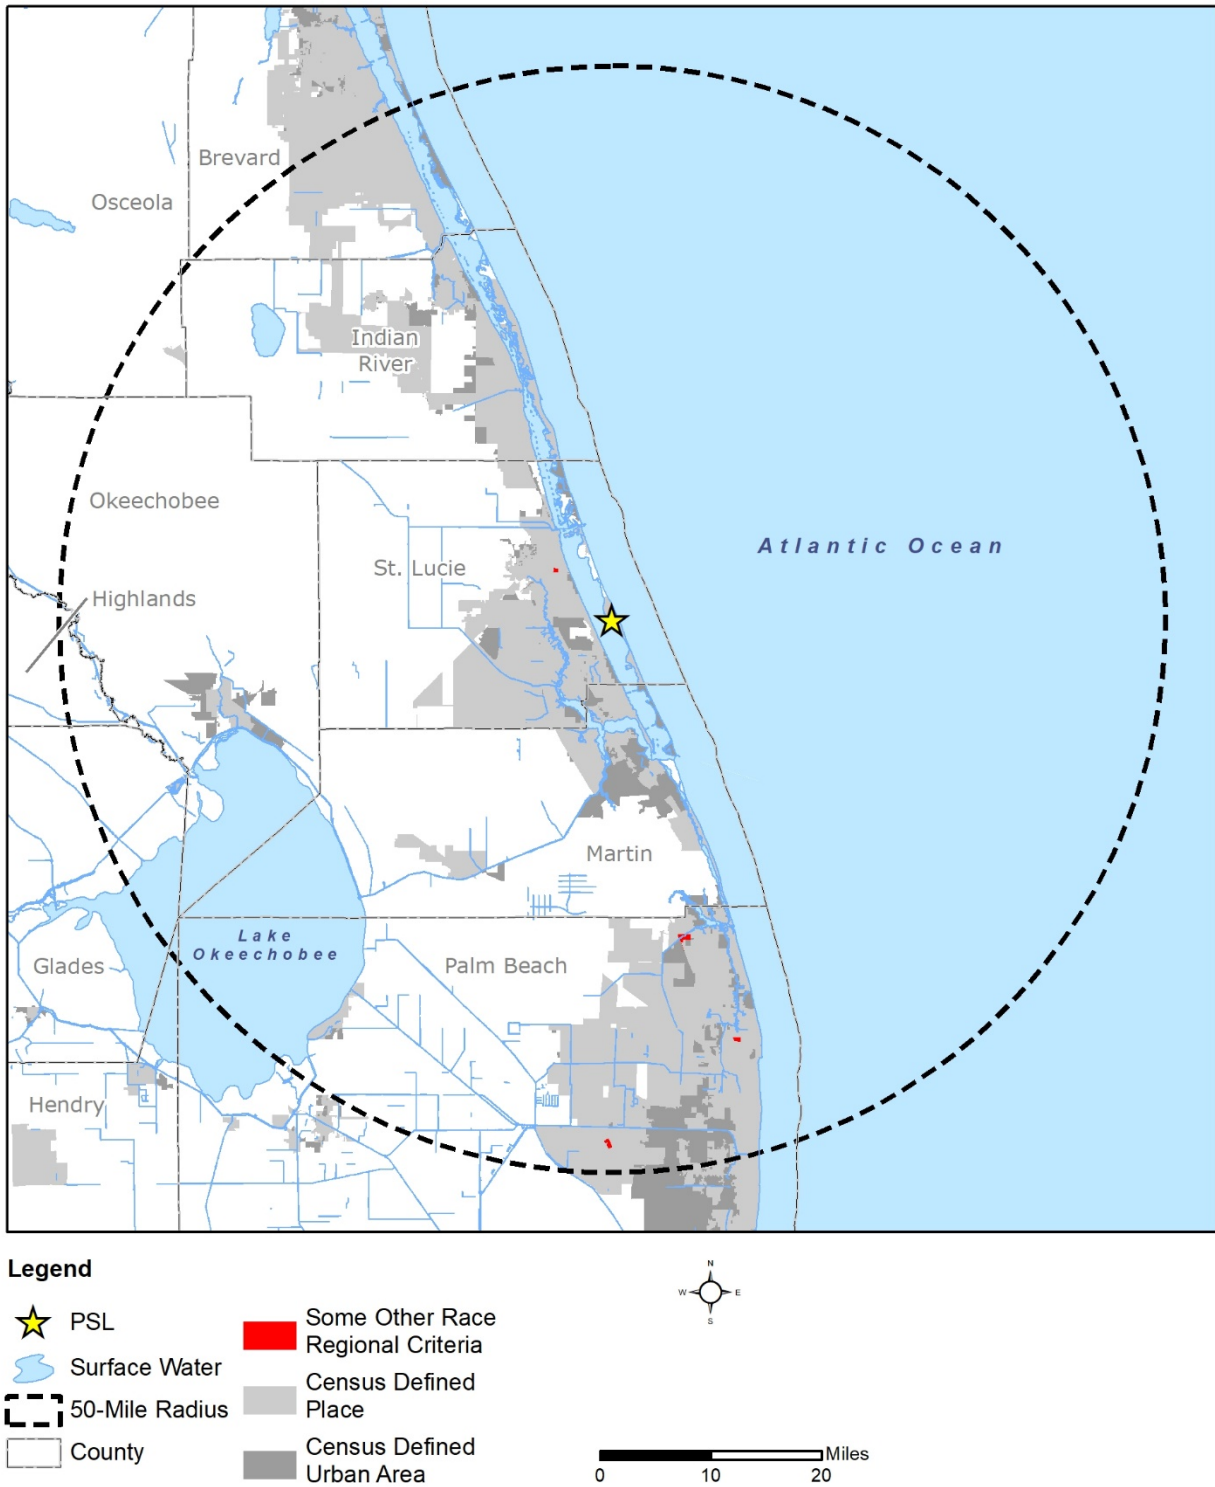 Brevard
Osceola
Indian
River
Okeechobee
Atlantic Ocean
St. Lucie
Highlands
Martin
Lake
Okeechobee
Glades
Palm Beach
Hendry
Legend
PSL
Surface Water
50-Mile Radius
County
Some Other Race
Regional Criteria
Census Defined
Place
Census Defined
Urban Area
N
W E
S
Miles
0 10 20